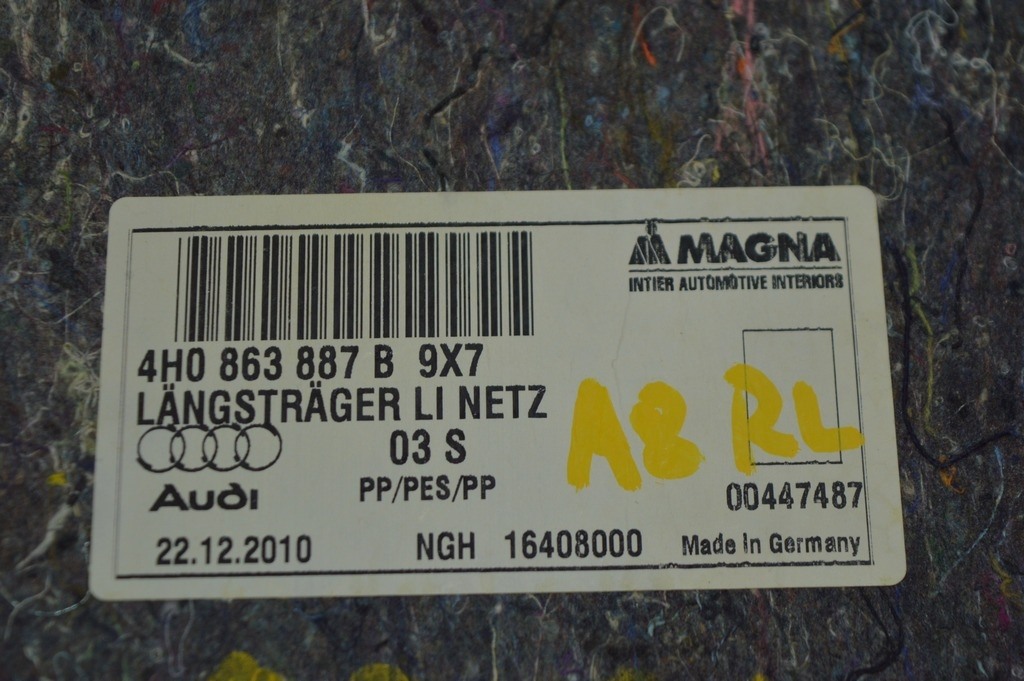 MAGNA
INTIER AUTOMOTIVE INTERIORS
4H0 863 887 B 9X7
LÄNGSTRÄGER LI NETZ
03 S
A8 RL
Audi
PP/PES/PP
00447487
22.12.2010 NGH 16408000 Made In Germany